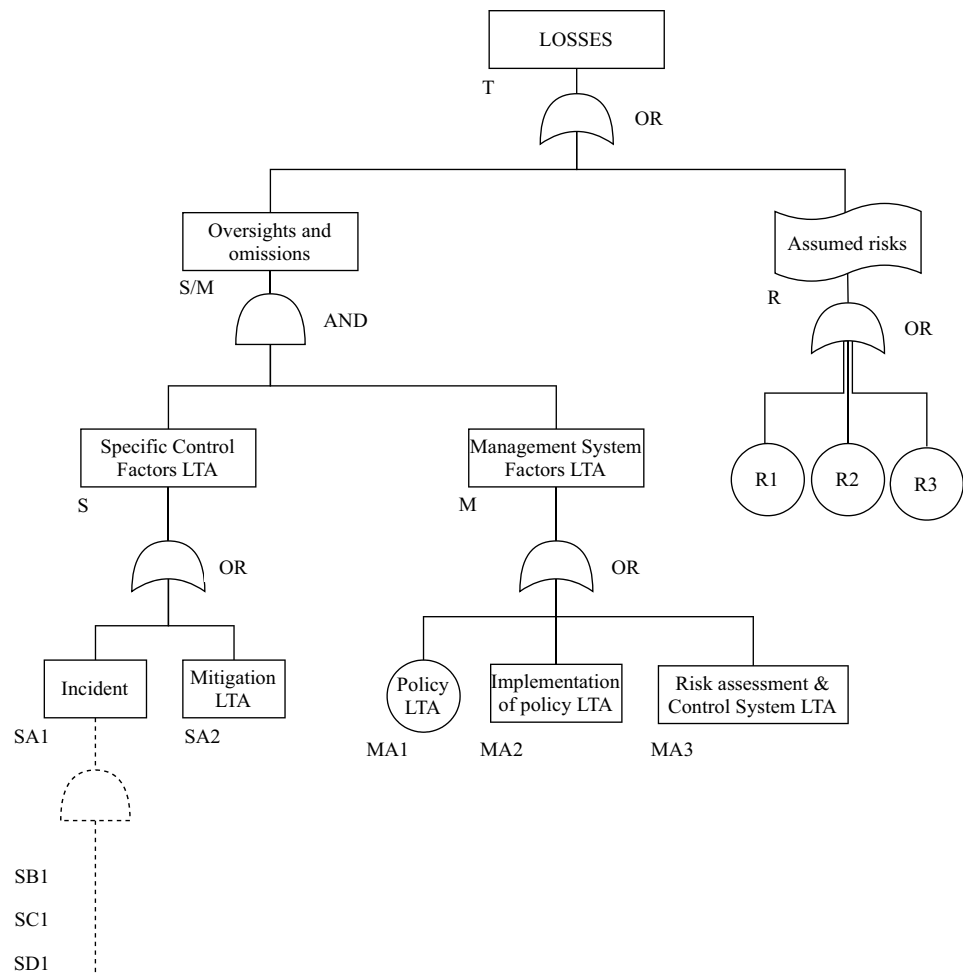 LOSSES
T
OR
Oversights and
omissions
S/M
AND
Assumed risks
R
OR
Specific Control
Factors LTA
S
OR
Management System
Factors LTA
M
OR
R1
R2
R3
Incident
SA1
Mitigation
LTA
SA2
Policy
LTA
MA1
Implementation
of policy LTA
MA2
Risk assessment &
Control System LTA
MA3
SB1
SC1
SD1